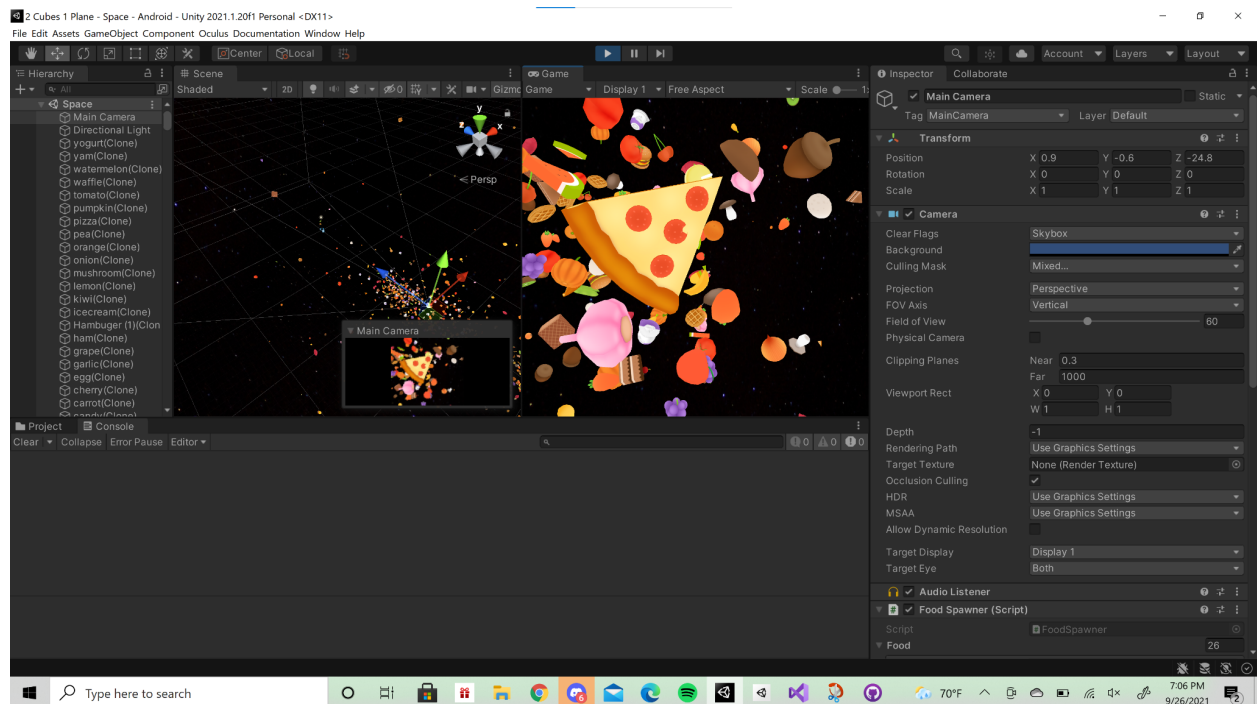 2 Cubes 1 Plane - Space - Android - Unity 2021.1.20f1 Personal <DX11>
File Edit Assets GameObject Component Oculus Documentation Window Help
Center Local
Account Layers Layout
Hierarchy
All
Space
Main Camera
Directional Light
yogurt(Clone)
yam(Clone)
watermelon(Clone)
waffle(Clone)
tomato(Clone)
pumpkin(Clone)
pizza(Clone)
pea(Clone)
orange(Clone)
onion(Clone)
mushroom(Clone)
lemon(Clone)
kiwi(Clone)
icecream(Clone)
Hambuger (1)(Clon
ham(Clone)
grape(Clone)
garlic(Clone)
egg(Clone)
cherry(Clone)
carrot(Clone)
candy(Clone)
Scene
Shaded 2D 0 Gizmo
y
z x
< Persp
Main Camera
Game
Game Display 1 Free Aspect Scale 1
Project Console
Clear Collapse Error Pause Editor
0 0 0
Inspector Collaborate
Main Camera Static
Tag MainCamera Layer Default
Transform
Position X 0.9 Y -0.6 Z -24.8
Rotation X 0 Y 0 Z 0
Scale X 1 Y 1 Z 1
Camera
Clear Flags Skybox
Background
Culling Mask Mixed...
Projection Perspective
FOV Axis Vertical
Field of View 60
Physical Camera
Clipping Planes Near 0.3
Far 1000
Viewport Rect X 0 Y 0
W 1 H 1
Depth -1
Rendering Path Use Graphics Settings
Target Texture None (Render Texture)
Occlusion Culling
HDR Use Graphics Settings
MSAA Use Graphics Settings
Allow Dynamic Resolution
Target Display Display 1
Target Eye Both
Audio Listener
Food Spawner (Script)
Script FoodSpawner
Food 26
Type here to search
6
70°F
7:06 PM
9/26/2021
2